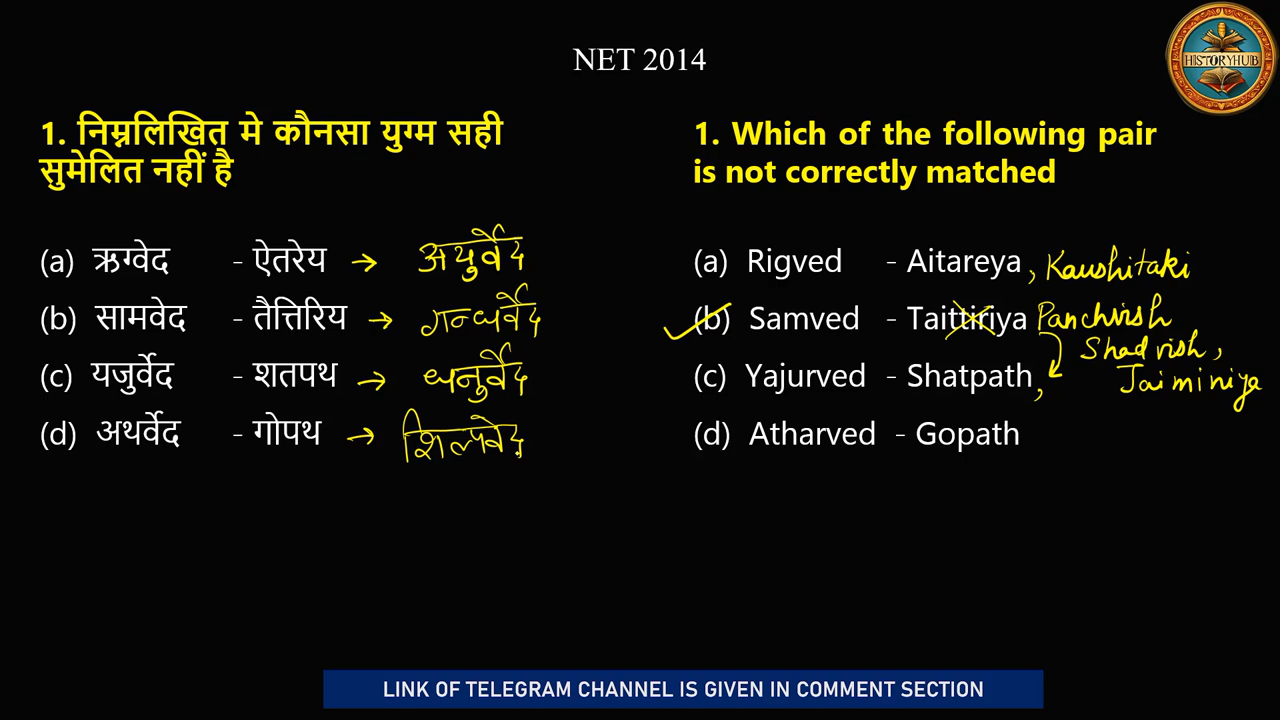 NET 2014
HISTORYHUB
1. निम्नलिखित मे कौनसा युग्म सही
सुमेलित नहीं है
(a) ऋग्वेद - ऐतरेय → अयुर्वेद
(b) सामवेद - तैत्तिरिय → गन्धर्वेद
(c) यजुर्वेद - शतपथ → धनुर्वेद
(d) अथर्वेद - गोपथ → शिल्पवेद
1. Which of the following pair
is not correctly matched
(a) Rigved - Aitareya, Kaushitaki
(b) Samved - Taittiriya Panchvish
Shadvish,
(c) Yajurved - Shatpath, Jaiminiya
(d) Atharved - Gopath
LINK OF TELEGRAM CHANNEL IS GIVEN IN COMMENT SECTION